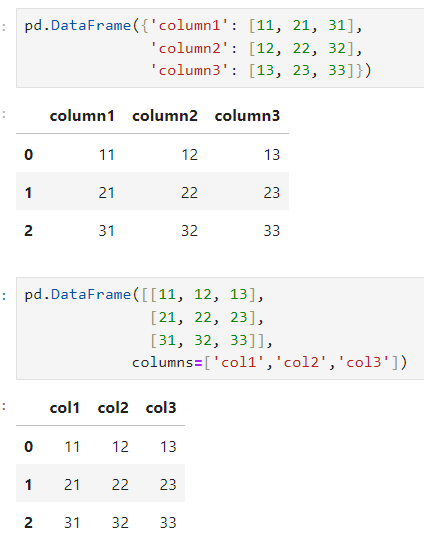 : pd.DataFrame({'column1': [11, 21, 31],
'column2': [12, 22, 32],
'column3': [13, 23, 33]})
: column1 column2 column3
0 11 12 13
1 21 22 23
2 31 32 33
: pd.DataFrame([[11, 12, 13],
[21, 22, 23],
[31, 32, 33]],
columns=['col1','col2','col3'])
: col1 col2 col3
0 11 12 13
1 21 22 23
2 31 32 33